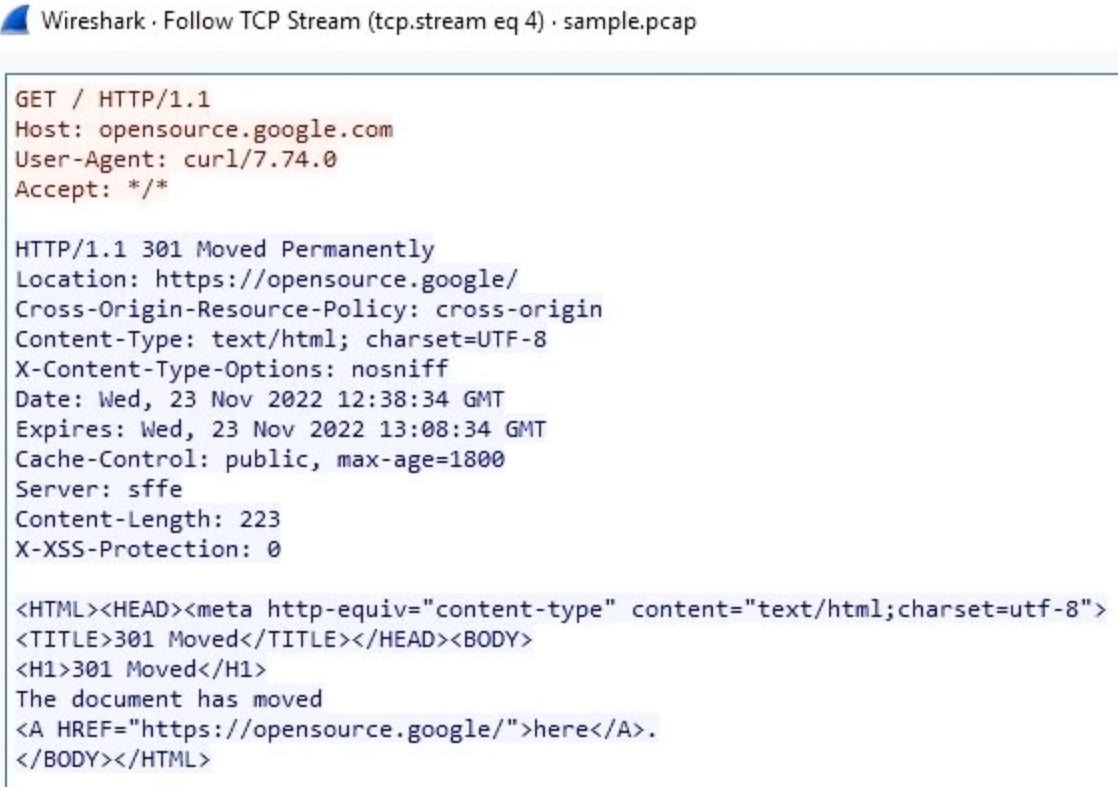 Wireshark · Follow TCP Stream (tcp.stream eq 4) · sample.pcap
GET / HTTP/1.1
Host: opensource.google.com
User-Agent: curl/7.74.0
Accept: */*
HTTP/1.1 301 Moved Permanently
Location: https://opensource.google/
Cross-Origin-Resource-Policy: cross-origin
Content-Type: text/html; charset=UTF-8
X-Content-Type-Options: nosniff
Date: Wed, 23 Nov 2022 12:38:34 GMT
Expires: Wed, 23 Nov 2022 13:08:34 GMT
Cache-Control: public, max-age=1800
Server: sffe
Content-Length: 223
X-XSS-Protection: 0
<HTML><HEAD><meta http-equiv="content-type" content="text/html;charset=utf-8">
<TITLE>301 Moved</TITLE></HEAD><BODY>
<H1>301 Moved</H1>
The document has moved
<A HREF="https://opensource.google/">here</A>.
</BODY></HTML>